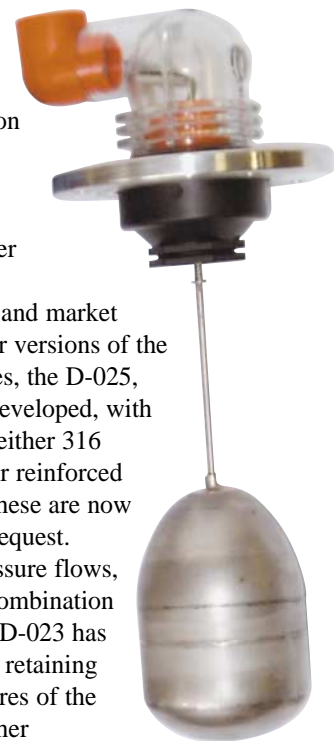 on
er
and market
r versions of the
es, the D-025,
developed, with
either 316
r reinforced
hese are now
equest.
ssure flows,
ombination
D-023 has
retaining
res of the
her